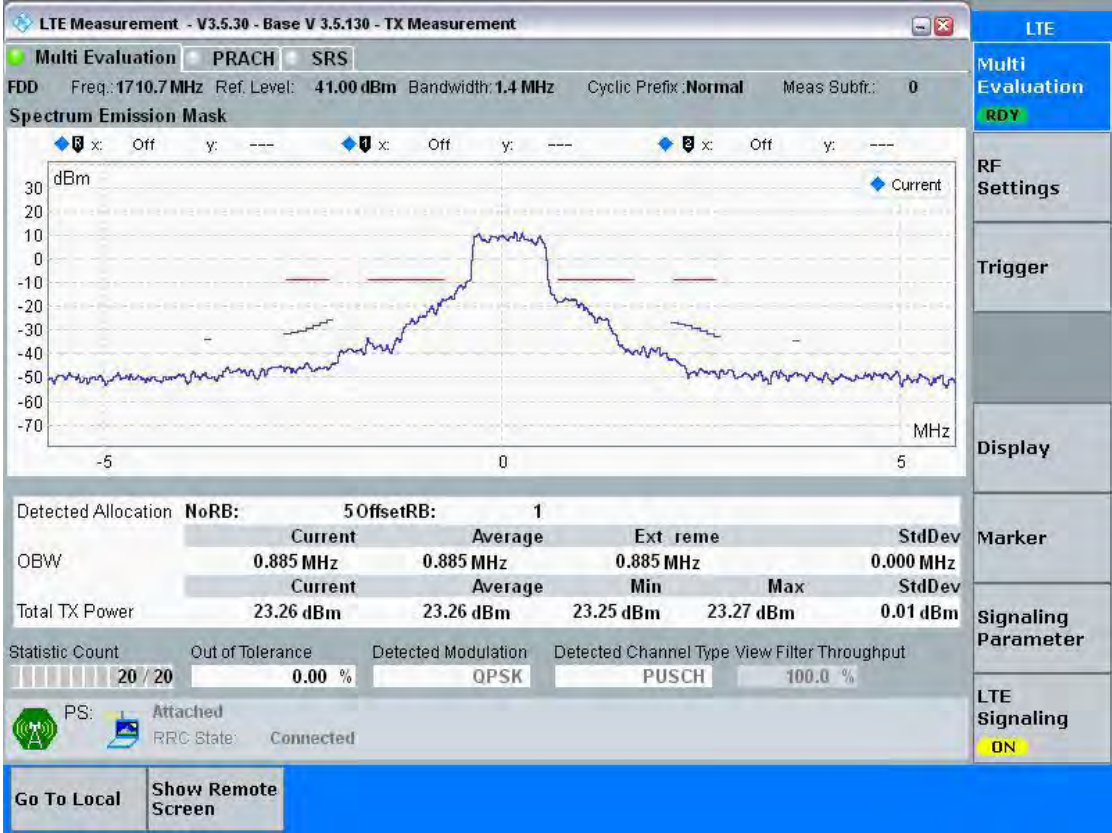 LTE Measurement - V3.5.30 - Base V 3.5.130 - TX Measurement
LTE
Multi Evaluation PRACH SRS
FDD Freq.: 1710.7 MHz Ref. Level: 41.00 dBm Bandwidth: 1.4 MHz Cyclic Prefix : Normal Meas Subfr.: 0
Spectrum Emission Mask
R x: Off y: --- 1 x: Off y: --- 2 x: Off y: ---
dBm
Current
30
20
10
0
-10
-20
-30
-40
-50
-60
-70
MHz
-5 0 5
Detected Allocation NoRB: 5 OffsetRB: 1
Current Average Ext reme StdDev
OBW 0.885 MHz 0.885 MHz 0.885 MHz 0.000 MHz
Current Average Min Max StdDev
Total TX Power 23.26 dBm 23.26 dBm 23.25 dBm 23.27 dBm 0.01 dBm
Statistic Count Out of Tolerance Detected Modulation Detected Channel Type View Filter Throughput
20 / 20 0.00 % QPSK PUSCH 100.0 %
PS: Attached
RRC State: Connected
Multi
Evaluation
RDY
RF
Settings
Trigger
Display
Marker
Signaling
Parameter
LTE
Signaling
ON
Go To Local
Show Remote
Screen